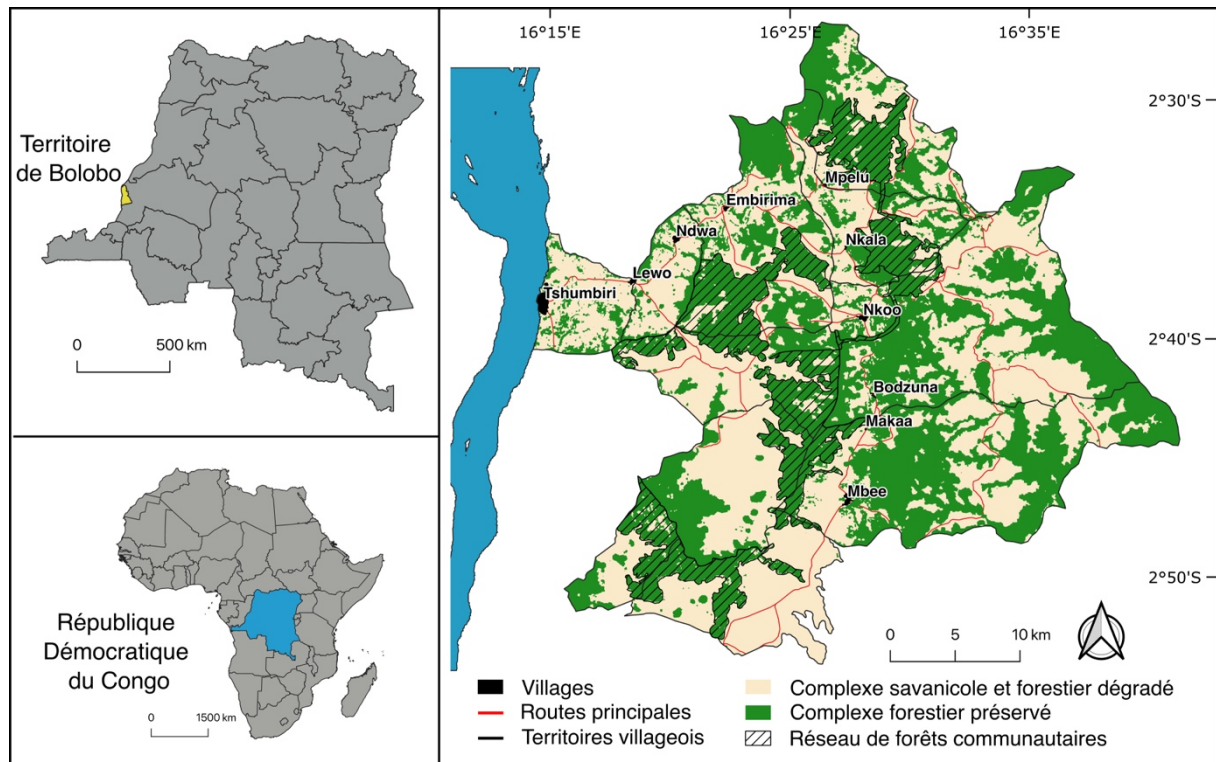 Territoire
de Bolobo
0 500 km
République
Démocratique
du Congo
0 1500 km
16°15'E 16°25'E 16°35'E
2°30'S
2°40'S
2°50'S
Mpelu
Embirima
Ndwa
Nkala
Lewo
Tshumbiri
Nkoo
Bodzuna
Makaa
Mbee
0 5 10 km
Villages
Routes principales
Territoires villageois
Complexe savanicole et forestier dégradé
Complexe forestier préservé
Réseau de forêts communautaires